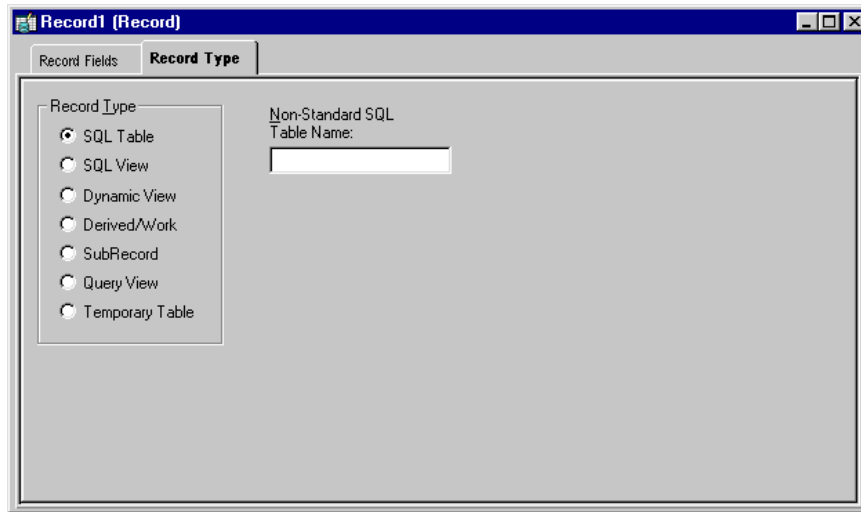 Record1 (Record)
Record Fields
Record Type
Record Type
SQL Table
SQL View
Dynamic View
Derived/Work
SubRecord
Query View
Temporary Table
Non-Standard SQL
Table Name: